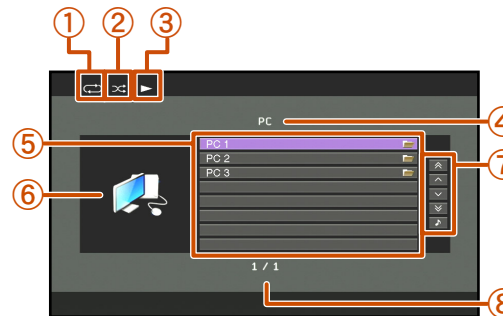 ① ② ③
PC ④
⑤ PC 1
PC 2
PC 3
⑦
⑥
1 / 1
⑧